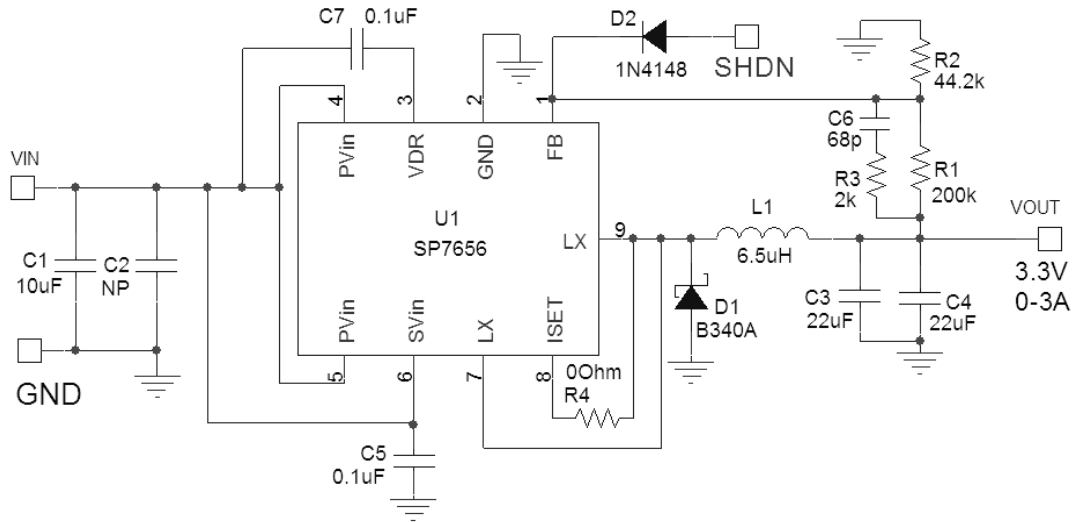 C7
0.1uF
D2
1N4148
SHDN
R2
44.2k
4
3
2
1
PVin
VDR
GND
FB
C6
68p
R3
2k
R1
200k
VIN
U1
SP7656
LX
9
L1
6.5uH
VOUT
3.3V
0-3A
C1
10uF
C2
NP
D1
B340A
C3
22uF
C4
22uF
PVin
SVin
LX
ISET
GND
5
6
7
8
0Ohm
R4
C5
0.1uF